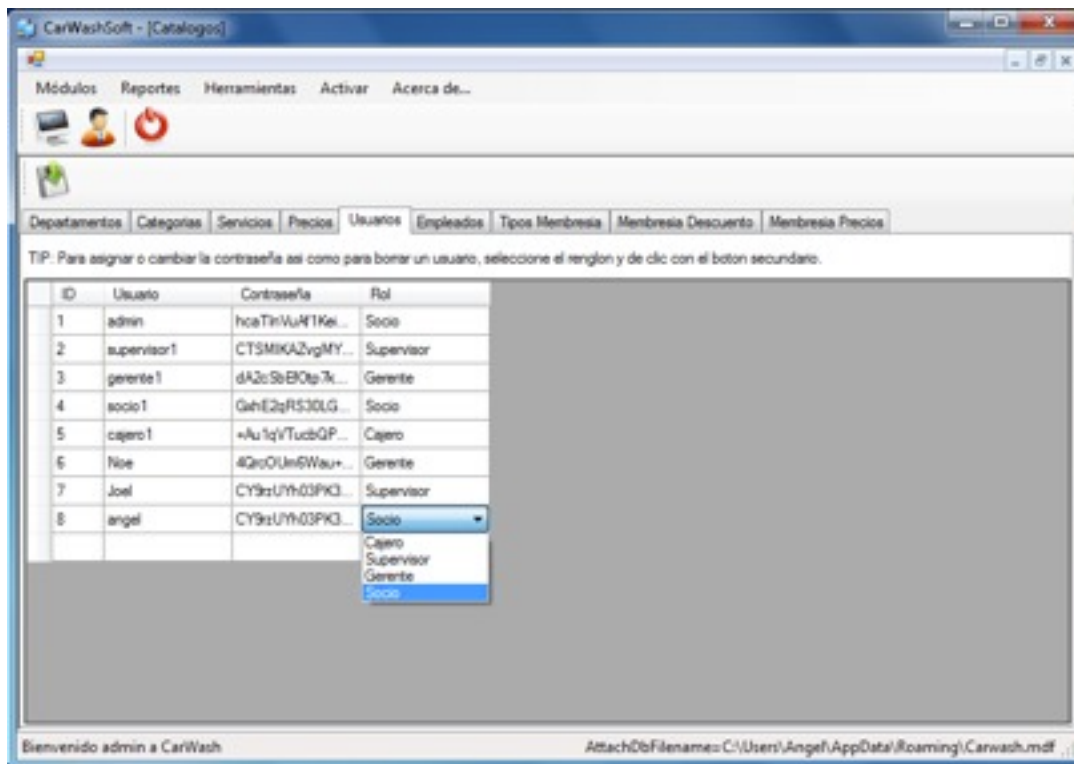 CarWashSoft - [Catalogos]
Módulos Reportes Herramientas Activar Acerca de...
Departamentos Categorias Servicios Precios Usuarios Empleados Tipos Membresia Membresia Descuento Membresia Precios
TIP: Para asignar o cambiar la contraseña asi como para borrar un usuario, seleccione el renglon y de clic con el boton secundario.
ID Usuario Contraseña Rol
1 admin Socio
2 supervisor1 Supervisor
3 gerente1 Gerente
4 socio1 Socio
5 cajero1 Cajero
6 Noe Gerente
7 Joel Supervisor
8 angel Socio
Cajero
Supervisor
Gerente
Socio
Bienvenido admin a CarWash AttachDbFilename=C:\Users\Angel\AppData\Roaming\Carwash.mdf